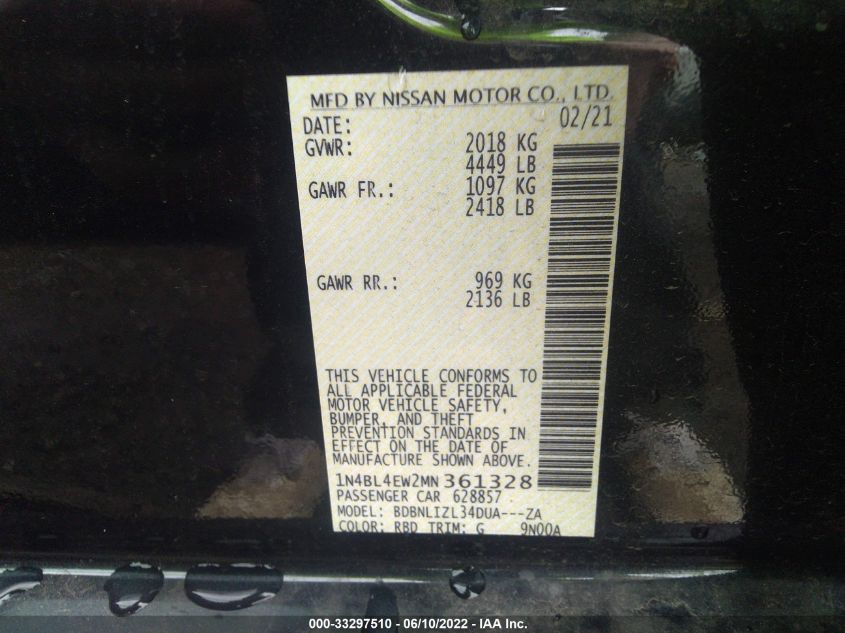 MFD BY NISSAN MOTOR CO., LTD.
DATE: 02/21
GVWR: 2018 KG
4449 LB
GAWR FR.: 1097 KG
2418 LB
GAWR RR.: 969 KG
2136 LB
THIS VEHICLE CONFORMS TO
ALL APPLICABLE FEDERAL
MOTOR VEHICLE SAFETY,
BUMPER, AND THEFT
PREVENTION STANDARDS IN
EFFECT ON THE DATE OF
MANUFACTURE SHOWN ABOVE.
1N4BL4EW2MN361328
PASSENGER CAR 628857
MODEL: BDBNLIZL34DUA---ZA
COLOR: RBD TRIM: G 9N00A
000-33297510 - 06/10/2022 - IAA Inc.